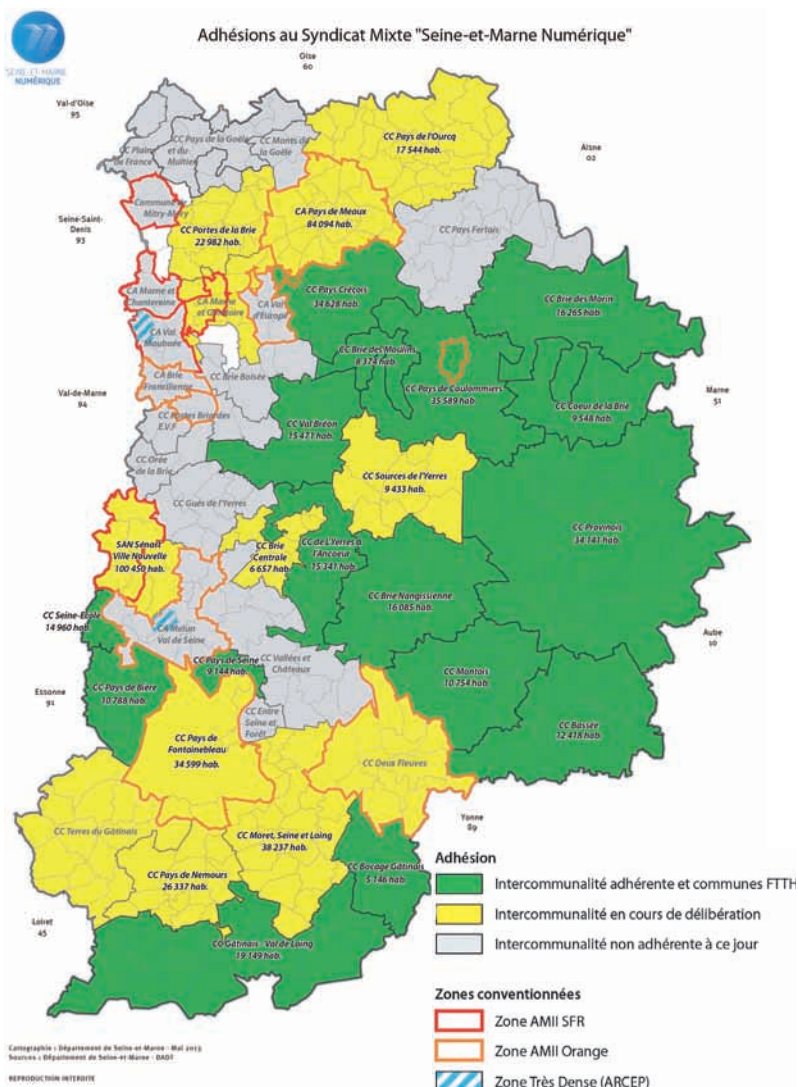 SEINE-ET-MARNE
NUMÉRIQUE
Adhésions au Syndicat Mixte "Seine-et-Marne Numérique"
Oise
60
Val-d'Oise
95
Aisne
02
Seine-Saint-
Denis
93
Val-de-Marne
94
Marne
51
Essonne
91
Aube
10
Yonne
89
Loiret
45
CC Plaine
de France
CC Pays de la Goële
et du
Multien
CC Monts de
la Goële
CC Pays de l'Ourcq
17 544 hab.
Commune de
Mitry-Mory
CC Portes de la Brie
22 982 hab.
CA Pays de Meaux
84 094 hab.
CC Pays Fertois
CA Marne et
Chantereine
CA Marne
et Gondoire
CA Val
d'Europe
CC Pays Crécois
34 628 hab.
CC Brie des Morin
16 265 hab.
CA Val
Maubuée
CC Brie des Moulins
8 374 hab.
CA Brie
Francilienne
CC Brie Boisée
CC Pays de Coulommiers
35 589 hab.
CC Coeur de la Brie
9 548 hab.
CC Portes Briardes
E.V.F
CC Val Bréon
15 471 hab.
CC Orée
de la Brie
CC Sources de l'Yerres
9 433 hab.
CC Gués de l'Yerres
CC Provinois
34 141 hab.
SAN Sénart
Ville Nouvelle
100 450 hab.
CC Brie
Centrale
6 657 hab.
CC de L'Yerres à
l'Ancoeur
15 341 hab.
CC Brie Nangissienne
16 085 hab.
CC Seine-Ecole
14 960 hab.
CA Melun
Val de Seine
CC Pays de Seine
9 144 hab.
CC Vallées et
Châteaux
CC Montois
10 754 hab.
CC Pays de Bière
10 788 hab.
CC Entre
Seine et
Forêt
CC Bassée
12 418 hab.
CC Pays de
Fontainebleau
34 599 hab.
CC Deux Fleuves
CC Terres du Gâtinais
CC Moret, Seine et Loing
38 237 hab.
CC Pays de Nemours
26 337 hab.
CC Bocage Gâtinais
5 146 hab.
CC Gâtinais - Val de Loing
19 149 hab.
Adhésion
Intercommunalité adhérente et communes FTTH
Intercommunalité en cours de délibération
Intercommunalité non adhérente à ce jour
Zones conventionnées
Zone AMII SFR
Zone AMII Orange
Zone Très Dense (ARCEP)
Cartographie : Département de Seine-et-Marne - Mai 2013
Sources : Département de Seine-et-Marne - DADT
REPRODUCTION INTERDITE